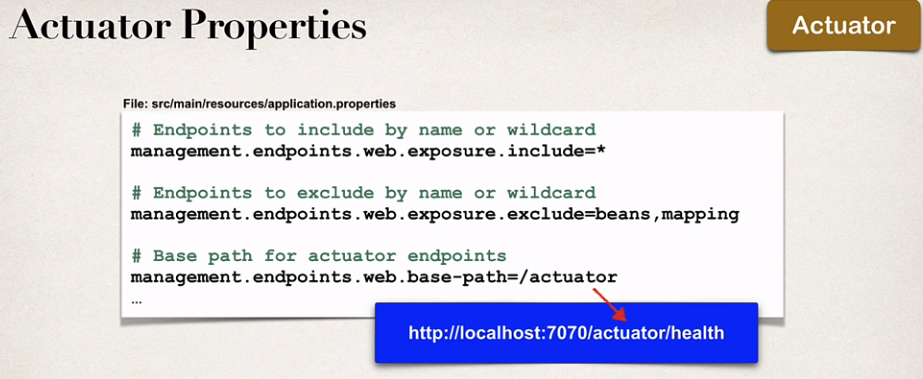 Actuator Properties
Actuator
File: src/main/resources/application.properties
# Endpoints to include by name or wildcard
management.endpoints.web.exposure.include=*
# Endpoints to exclude by name or wildcard
management.endpoints.web.exposure.exclude=beans,mapping
# Base path for actuator endpoints
management.endpoints.web.base-path=/actuator
…
http://localhost:7070/actuator/health